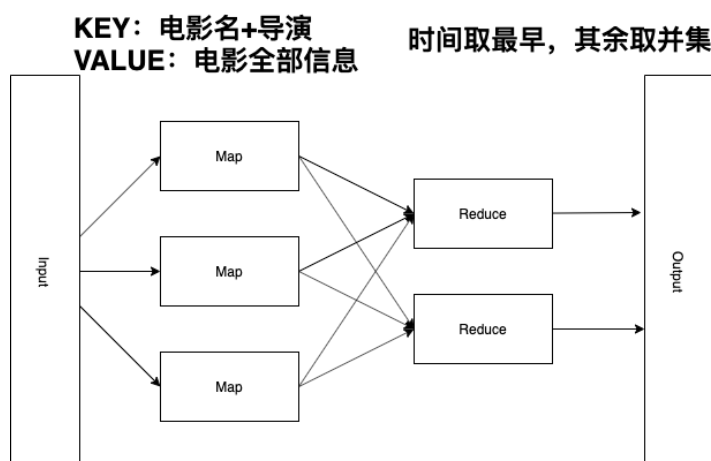 KEY：电影名+导演
VALUE：电影全部信息
时间取最早，其余取并集
Input
Map
Map
Map
Reduce
Reduce
Output